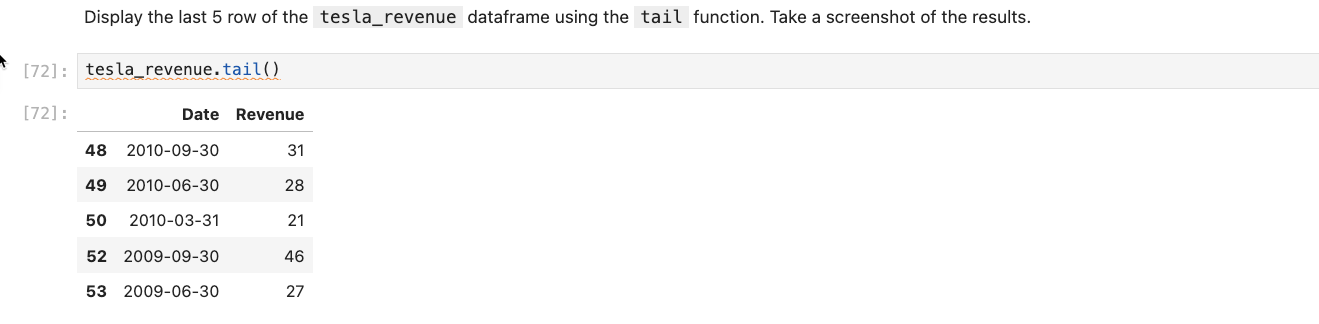 Display the last 5 row of the tesla_revenue dataframe using the tail function. Take a screenshot of the results.
[72]: tesla_revenue.tail()
[72]:
Date Revenue
48 2010-09-30 31
49 2010-06-30 28
50 2010-03-31 21
52 2009-09-30 46
53 2009-06-30 27